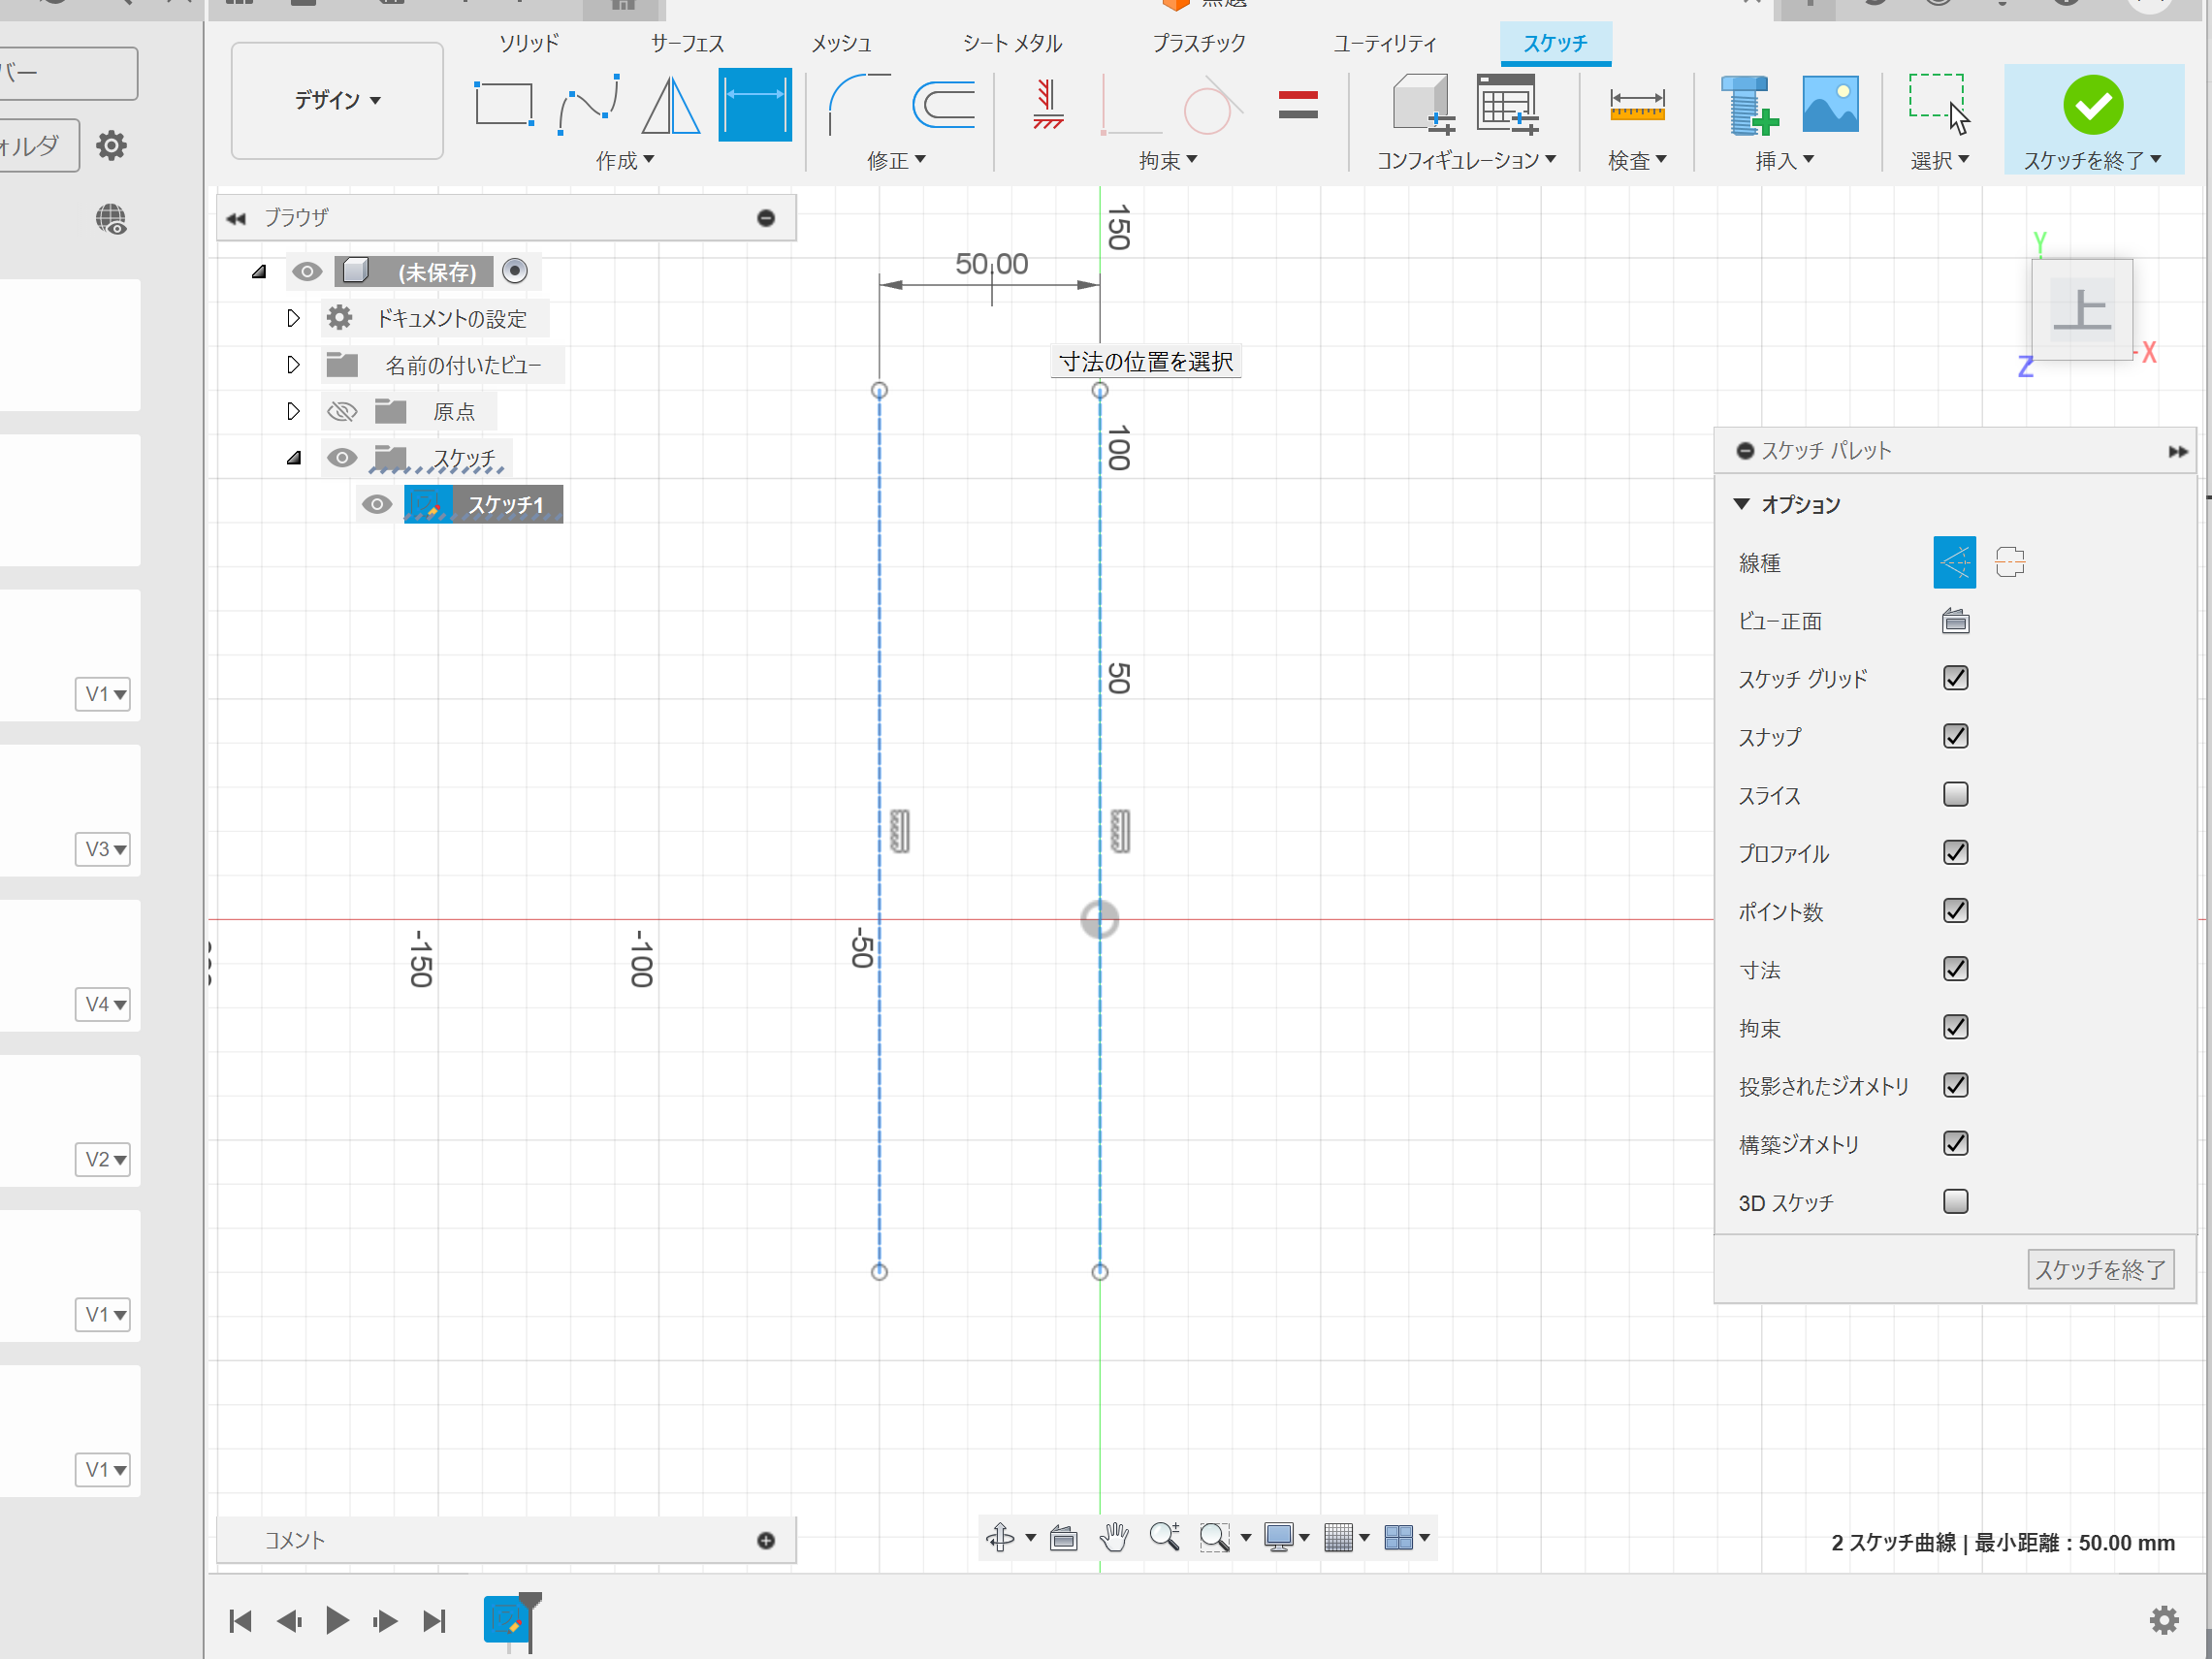 ソリッド
サーフェス
メッシュ
シート メタル
プラスチック
ユーティリティ
スケッチ
バー
デザイン
作成
修正
拘束
コンフィギュレーション
検査
挿入
選択
スケッチを終了
ォルダ
ブラウザ
(未保存)
ドキュメントの設定
名前の付いたビュー
原点
スケッチ
スケッチ1
150
50.00
寸法の位置を選択
100
50
-150
-100
-50
Y
上
X
Z
スケッチ パレット
オプション
線種
ビュー正面
スケッチ グリッド
スナップ
スライス
プロファイル
ポイント数
寸法
拘束
投影されたジオメトリ
構築ジオメトリ
3D スケッチ
スケッチを終了
V1
V3
V4
V2
V1
V1
コメント
2 スケッチ曲線 | 最小距離 : 50.00 mm